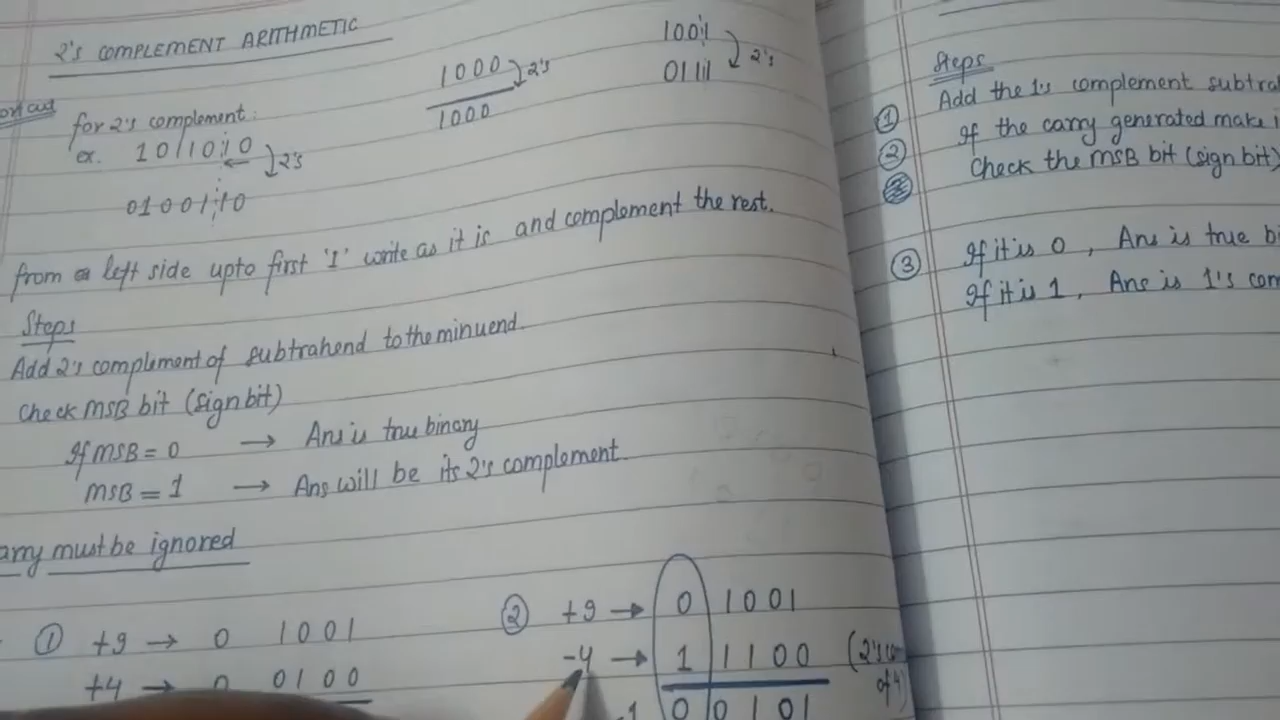 2's COMPLEMENT ARITHMETIC
for 2's complement:
ex. 1011010
2's
0100110
1000
2's
1000
1001
2's
0111
from a left side upto first '1' write as it is and complement the rest.
Steps
Add 2's complement of subtrahend to the minuend.
Check MSB bit (sign bit)
If MSB = 0 → Ans is true binary
MSB = 1 → Ans will be its 2's complement
must be ignored
① +9 → 0 1001
+4 → 0 0100
② +9 → 0 1001
-4 → 1 1100 (2's
of 4)
1 0 0101
Steps
① Add the 1's complement
② If the carry generated make
Check the MSB bit (sign bit)
③ If it is 0, Ans is true
If it is 1, Ans is 1's